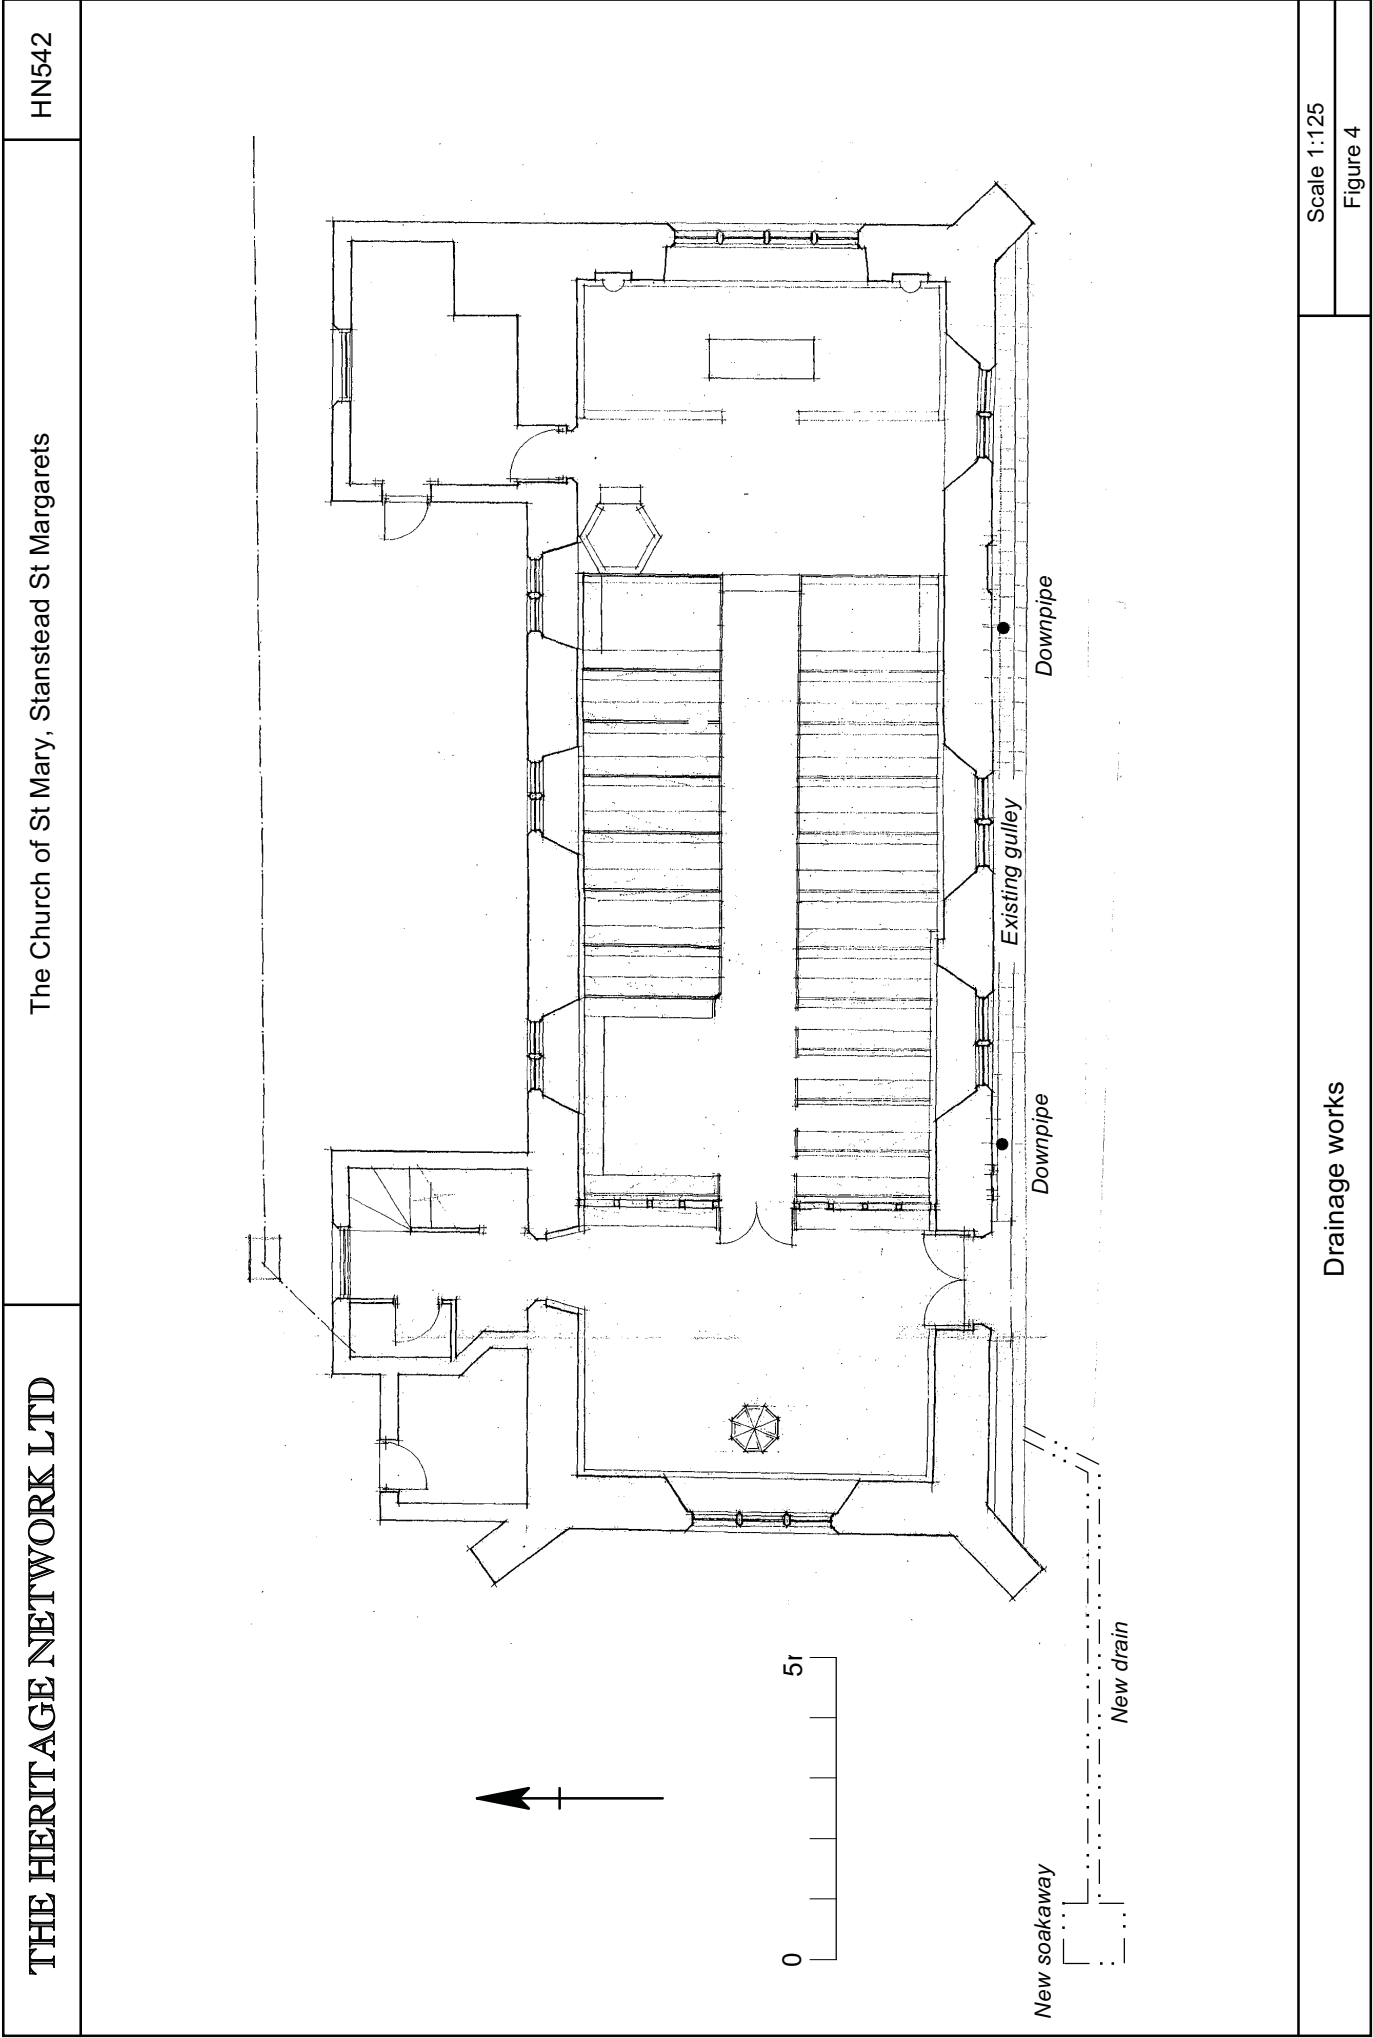 THE HERITAGE NETWORK LTD
The Church of St Mary, Stanstead St Margarets
HN542
Downpipe
Existing gulley
Downpipe
0
5
New drain
New soakaway
Drainage works
Scale 1:125
Figure 4